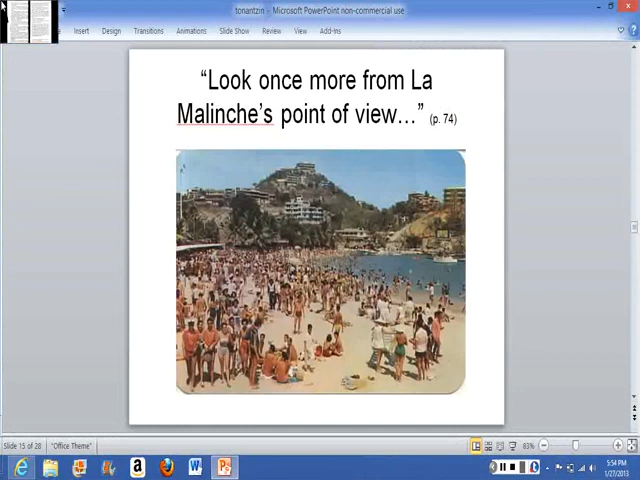 tonantzin - Microsoft PowerPoint non-commercial use
Insert Design Transitions Animations Slide Show Review View Add-Ins
“Look once more from La
Malinche’s point of view…” (p. 74)
Slide 15 of 28 "Office Theme" 83%
5:54 PM
1/27/2013